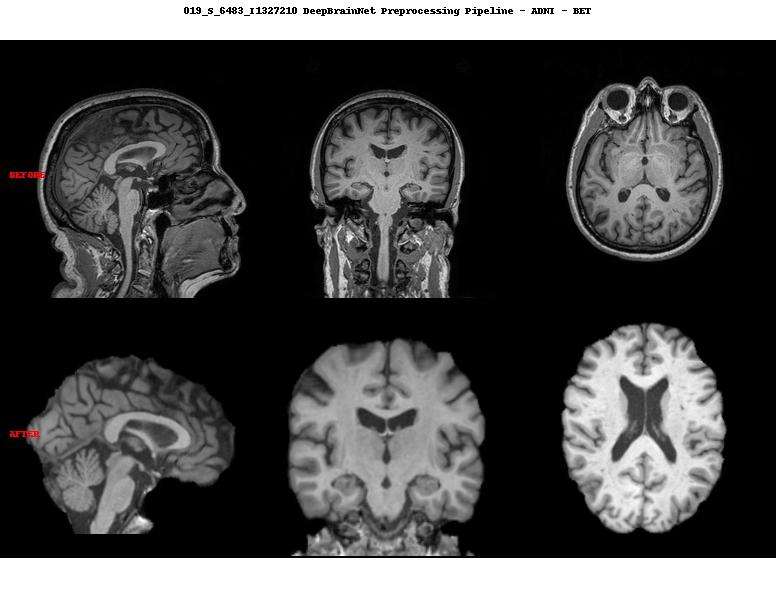 019_S_6483_I1327210 DeepBrainNet Preprocessing Pipeline - ADNI - BET
BEFORE
AFTER